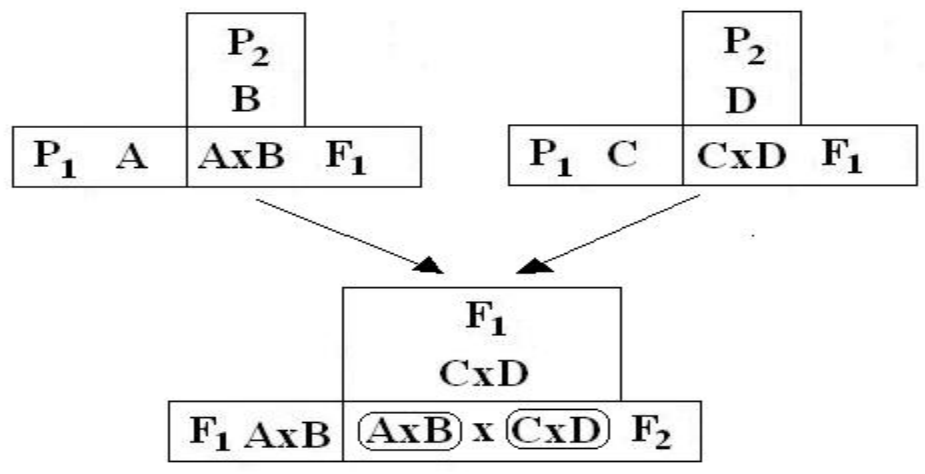 P₂
B
P₁ A AxB F₁
P₂
D
P₁ C CxD F₁
F₁
CxD
F₁ AxB AxB x CxD F₂